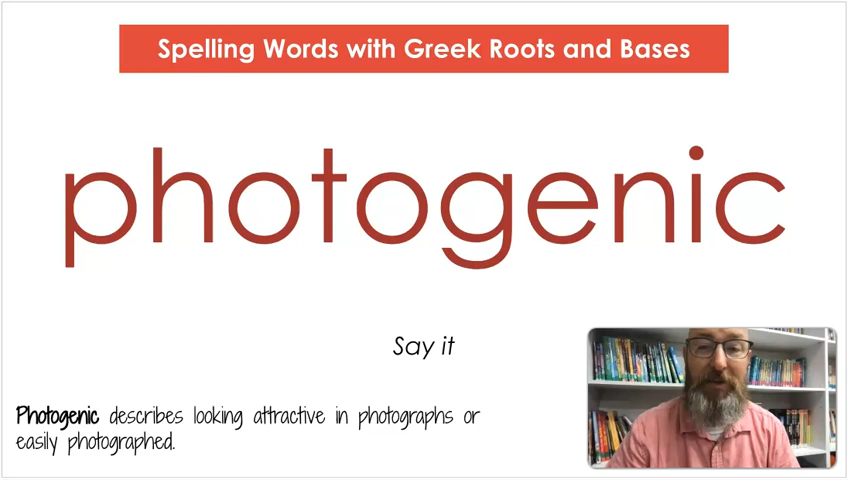 Spelling Words with Greek Roots and Bases
photogenic
Say it
Photogenic describes looking attractive in photographs or
easily photographed.